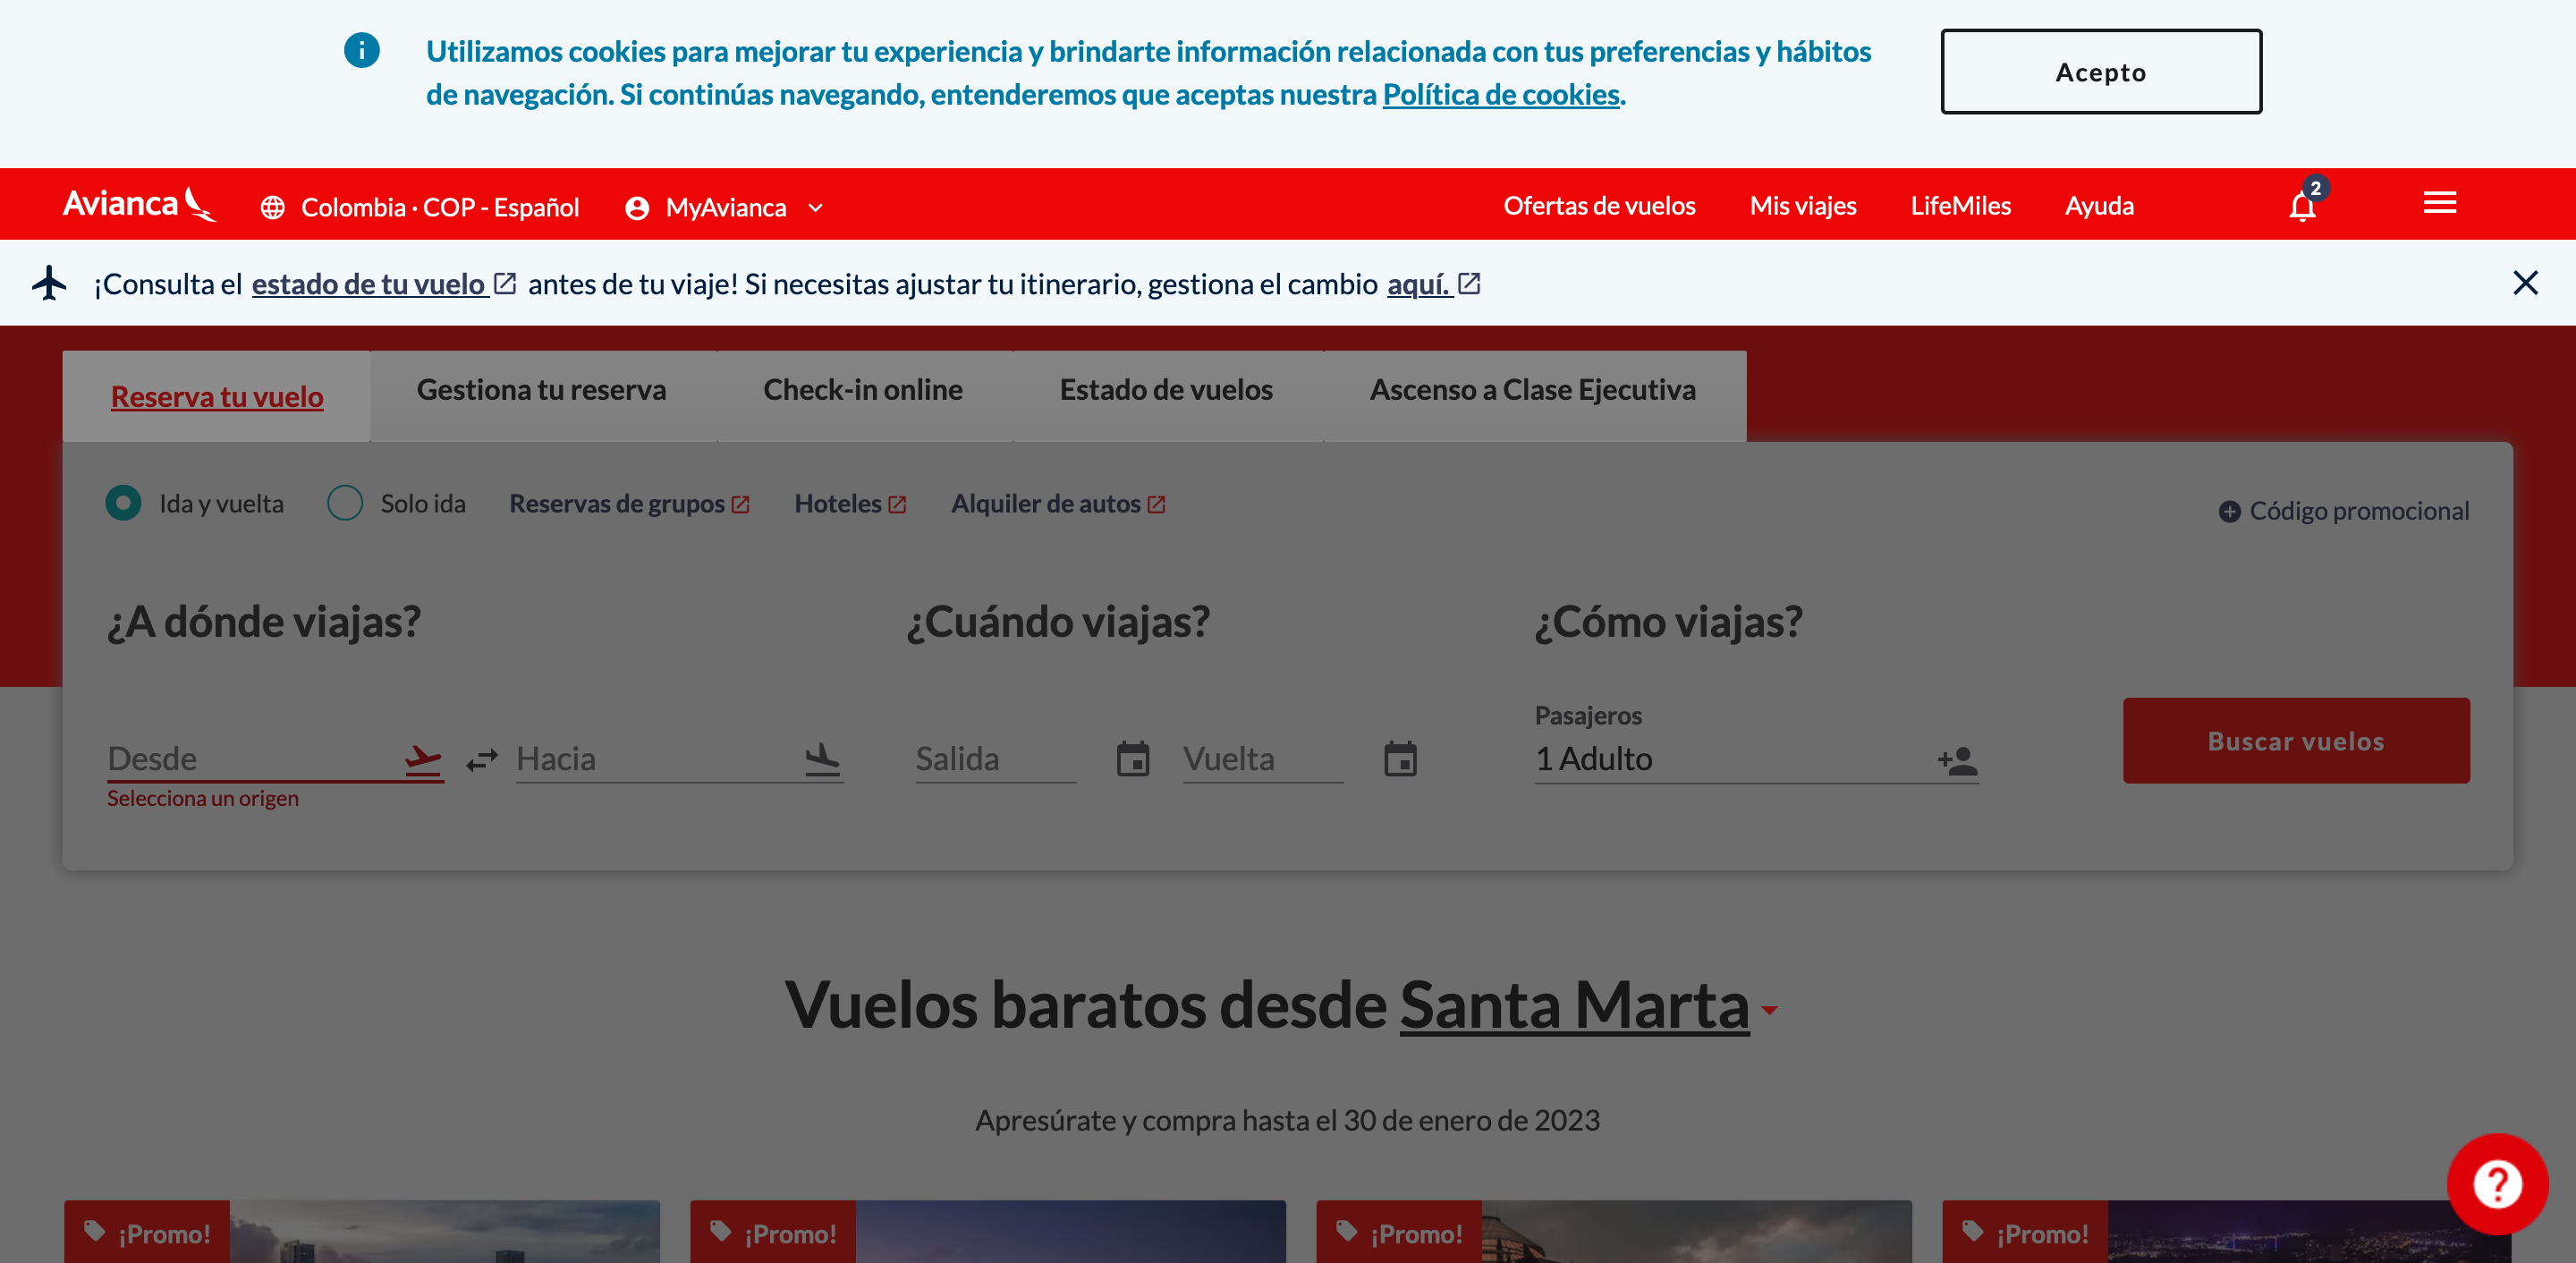 Utilizamos cookies para mejorar tu experiencia y brindarte información relacionada con tus preferencias y hábitos
de navegación. Si continúas navegando, entenderemos que aceptas nuestra Política de cookies.
Acepto
Avianca
Colombia · COP - Español
MyAvianca
Ofertas de vuelos
Mis viajes
LifeMiles
Ayuda
2
¡Consulta el estado de tu vuelo antes de tu viaje! Si necesitas ajustar tu itinerario, gestiona el cambio aquí.
Reserva tu vuelo
Gestiona tu reserva
Check-in online
Estado de vuelos
Ascenso a Clase Ejecutiva
Ida y vuelta
Solo ida
Reservas de grupos
Hoteles
Alquiler de autos
Código promocional
¿A dónde viajas?
¿Cuándo viajas?
¿Cómo viajas?
Pasajeros
Desde
Hacia
Salida
Vuelta
1 Adulto
Buscar vuelos
Selecciona un origen
Vuelos baratos desde Santa Marta
Apresúrate y compra hasta el 30 de enero de 2023
¡Promo!
¡Promo!
¡Promo!
¡Promo!